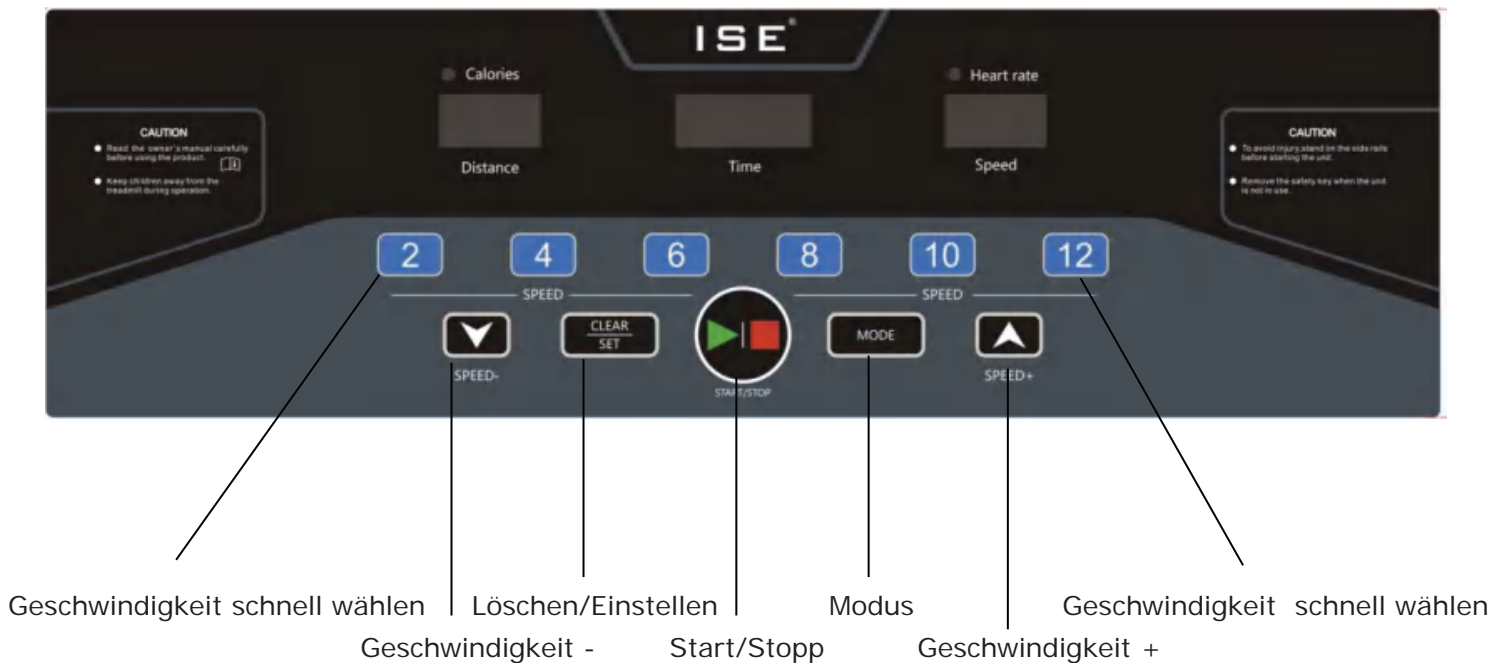 ISE®
Calories
Heart rate
Distance
Time
Speed
CAUTION
Read the owner's manual carefully
before using the product.
Keep children away from the
treadmill during operation.
CAUTION
To avoid injury,stand on the side rails
before starting the unit.
Remove the safety key when the unit
is not in use.
2 4 6 8 10 12
SPEED SPEED
CLEAR
SET
MODE
SPEED- START/STOP SPEED+
Geschwindigkeit schnell wählen Löschen/Einstellen Modus Geschwindigkeit schnell wählen
Geschwindigkeit - Start/Stopp Geschwindigkeit +